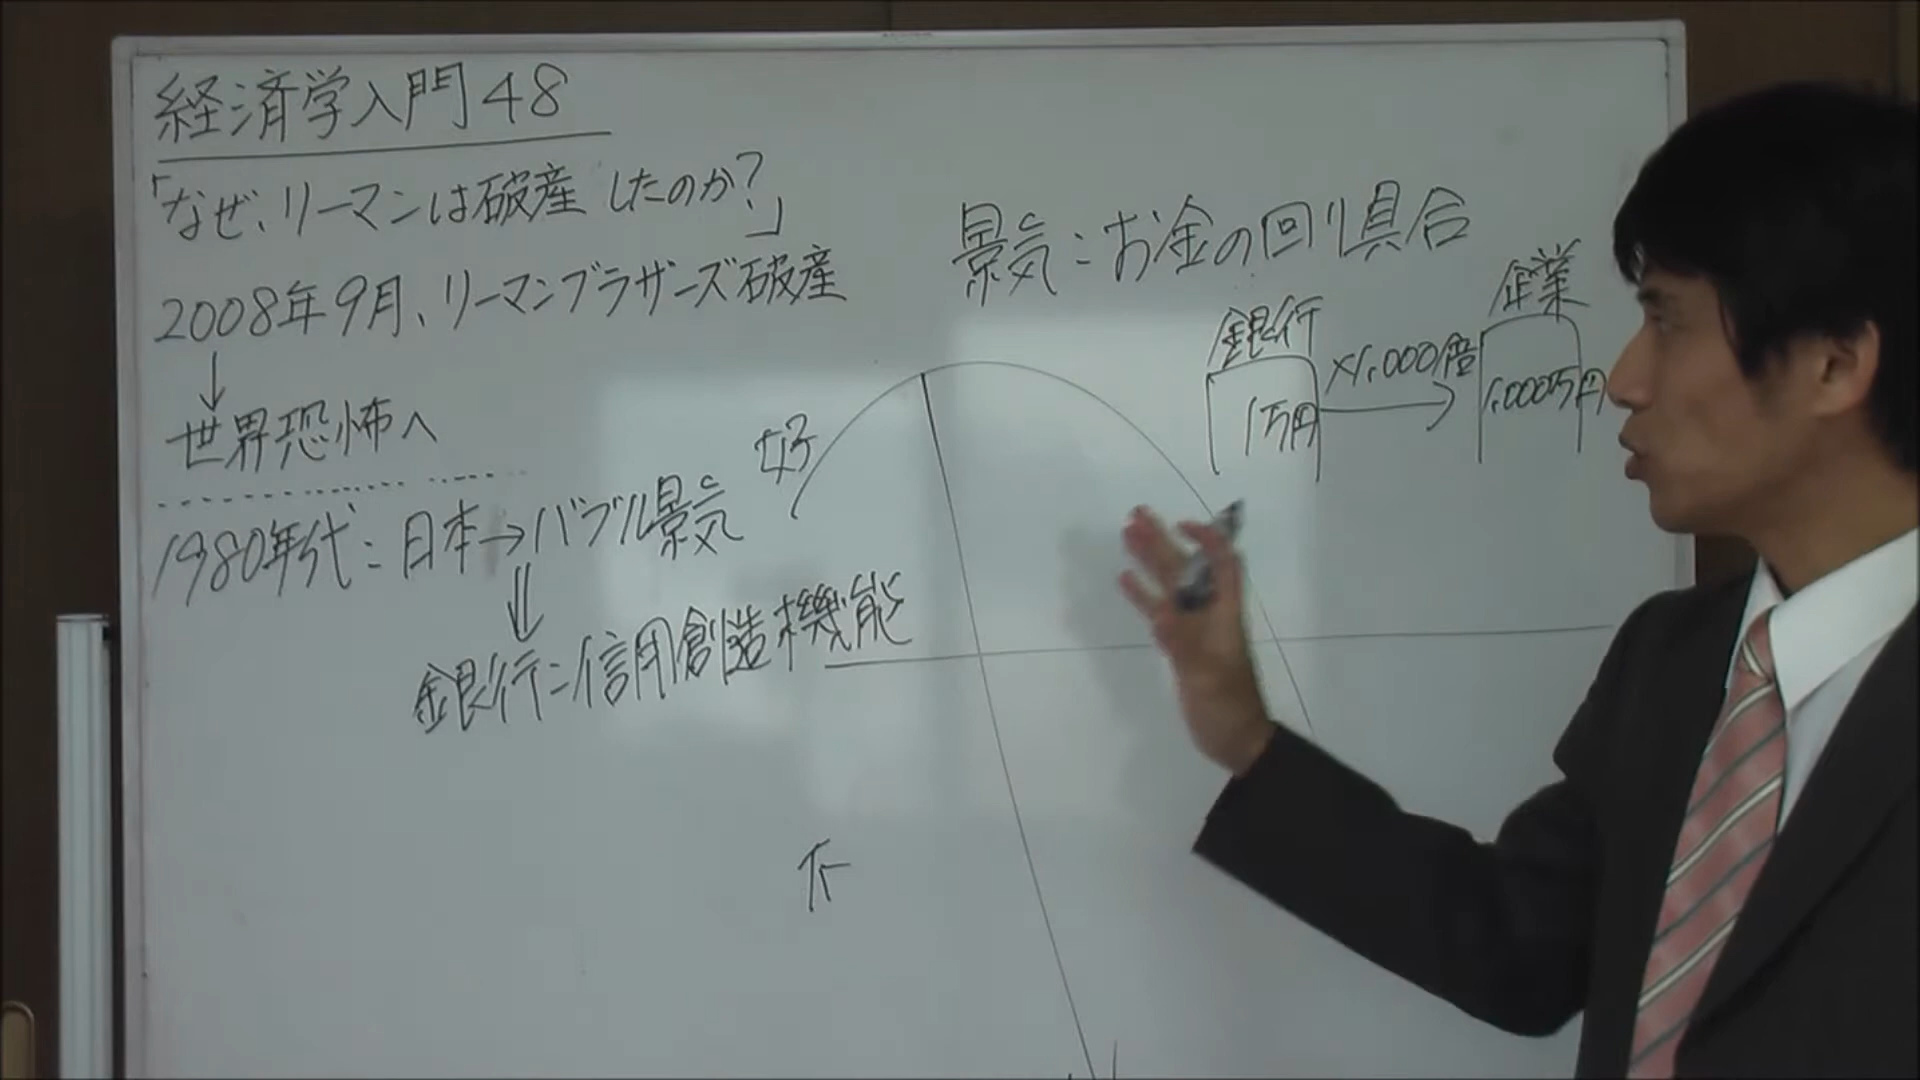 経済学入門48
「なぜ、リーマンは破産したのか?」
2008年9月、リーマンブラザーズ破産
↓
世界恐怖へ
1980年代:日本→バブル景気
⇓
銀行=信用創造機能
景気:お金の回り具合
銀行
1万円
×1.000倍
企業
1.000万円
好
不